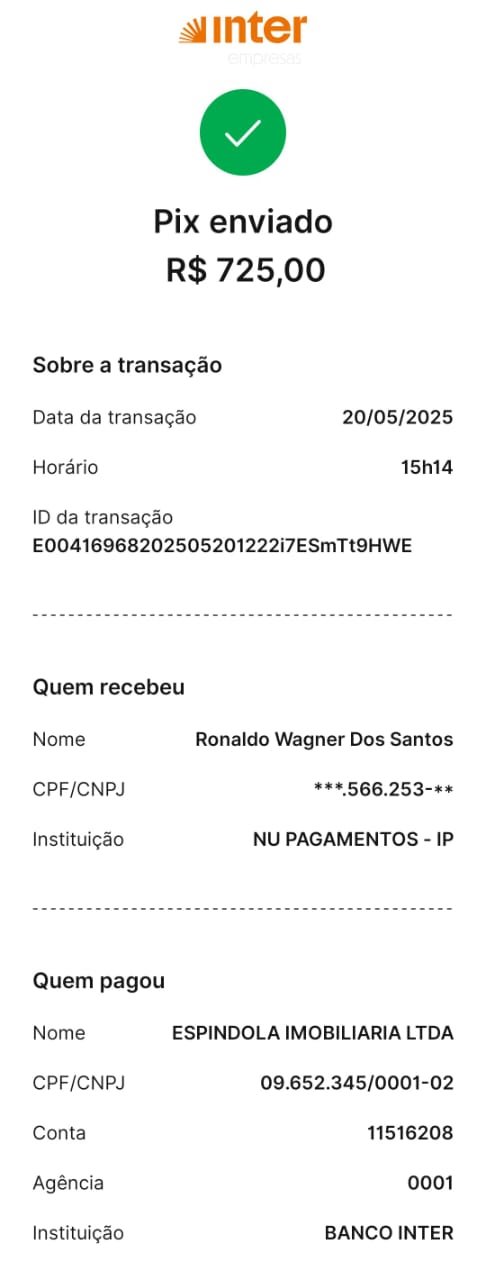 inter
empresas
Pix enviado
R$ 725,00
Sobre a transação
Data da transação 20/05/2025
Horário 15h14
ID da transação
E00416968202505201222i7ESmTt9HWE
Quem recebeu
Nome Ronaldo Wagner Dos Santos
CPF/CNPJ ***.566.253-**
Instituição NU PAGAMENTOS - IP
Quem pagou
Nome ESPINDOLA IMOBILIARIA LTDA
CPF/CNPJ 09.652.345/0001-02
Conta 11516208
Agência 0001
Instituição BANCO INTER